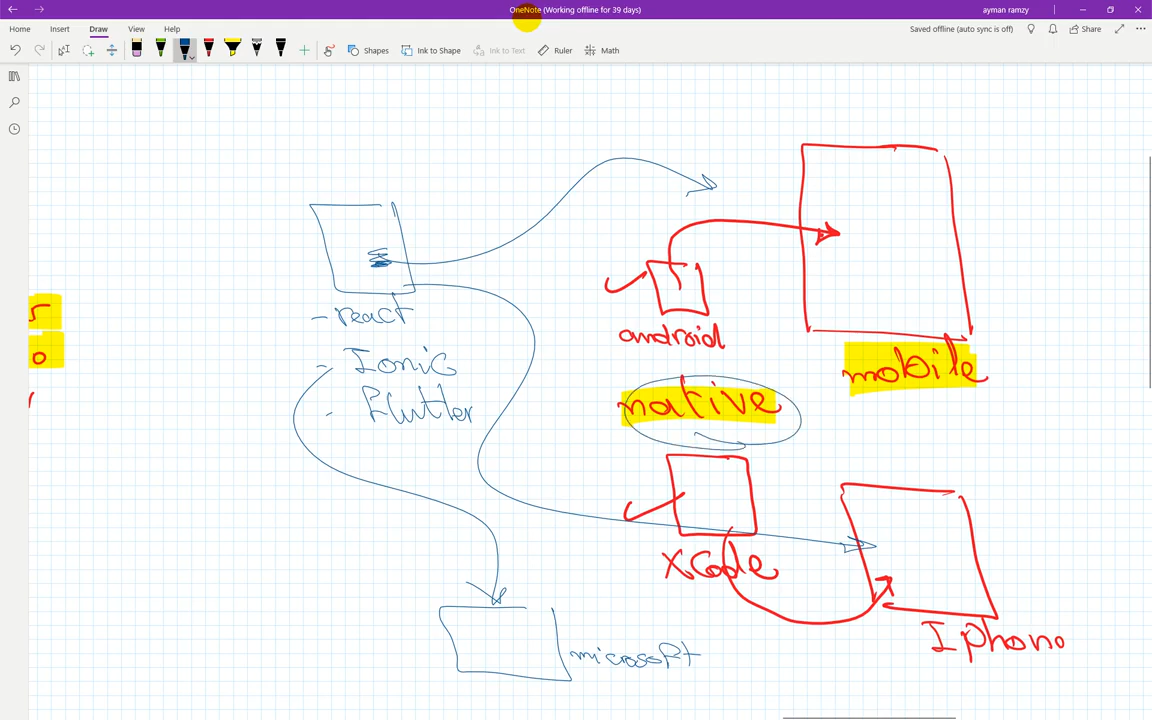 OneNote (Working offline for 39 days)
ayman ramzy
Home Insert Draw View Help
Saved offline (auto sync is off)
Share
Shapes
Ink to Shape
Ink to Text
Ruler
Math
- react
- Ionic
- Flutter
android
mobile
native
XCode
Iphone
microsoft
5
0